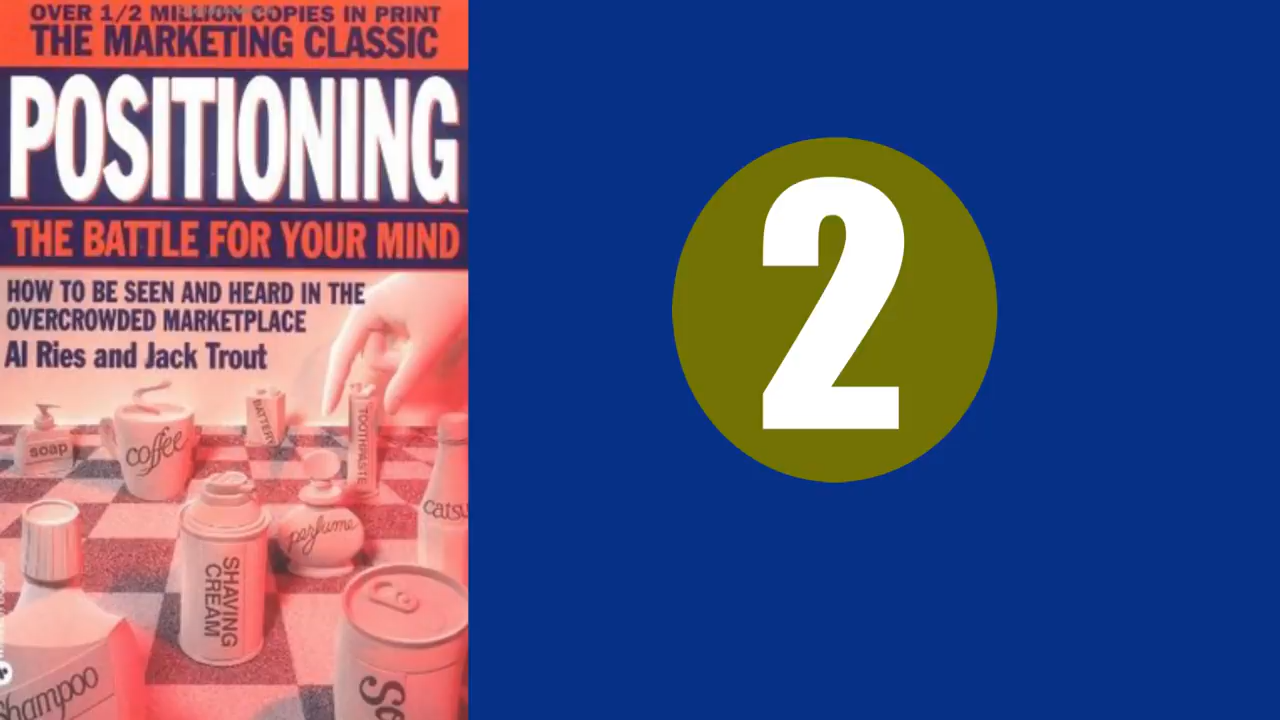 OVER 1/2 MILLION COPIES IN PRINT
THE MARKETING CLASSIC
POSITIONING
THE BATTLE FOR YOUR MIND
HOW TO BE SEEN AND HEARD IN THE
OVERCROWDED MARKETPLACE
Al Ries and Jack Trout
BATTERY
TOOTHPASTE
soap
coffee
catsu
perfume
SHAVING
CREAM
shampoo
So
2